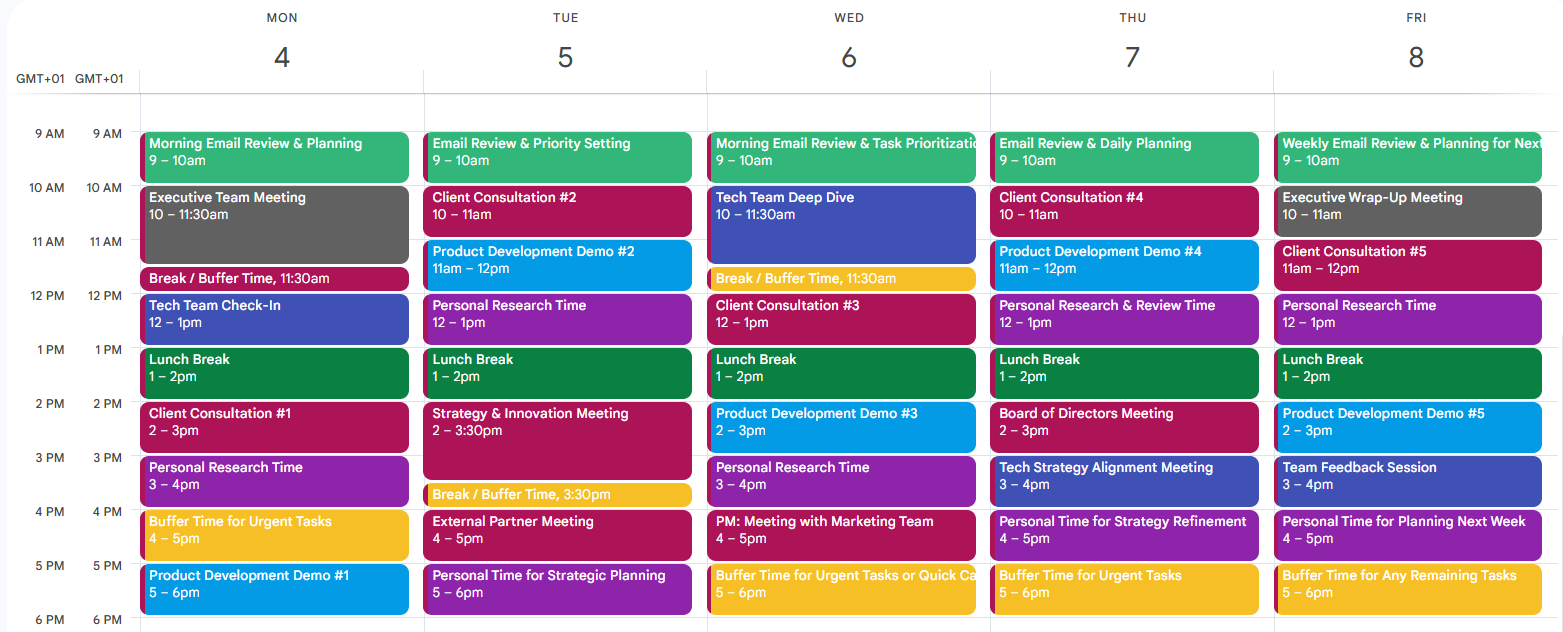 MON TUE WED THU FRI
4 5 6 7 8
GMT+01 GMT+01
9 AM 9 AM
10 AM 10 AM
11 AM 11 AM
12 PM 12 PM
1 PM 1 PM
2 PM 2 PM
3 PM 3 PM
4 PM 4 PM
5 PM 5 PM
6 PM 6 PM
Morning Email Review & Planning
9 – 10am
Executive Team Meeting
10 – 11:30am
Break / Buffer Time, 11:30am
Tech Team Check-In
12 – 1pm
Lunch Break
1 – 2pm
Client Consultation #1
2 – 3pm
Personal Research Time
3 – 4pm
Buffer Time for Urgent Tasks
4 – 5pm
Product Development Demo #1
5 – 6pm
Email Review & Priority Setting
9 – 10am
Client Consultation #2
10 – 11am
Product Development Demo #2
11am – 12pm
Personal Research Time
12 – 1pm
Lunch Break
1 – 2pm
Strategy & Innovation Meeting
2 – 3:30pm
Break / Buffer Time, 3:30pm
External Partner Meeting
4 – 5pm
Personal Time for Strategic Planning
5 – 6pm
Morning Email Review & Task Prioritizatio
9 – 10am
Tech Team Deep Dive
10 – 11:30am
Break / Buffer Time, 11:30am
Client Consultation #3
12 – 1pm
Lunch Break
1 – 2pm
Product Development Demo #3
2 – 3pm
Personal Research Time
3 – 4pm
PM: Meeting with Marketing Team
4 – 5pm
Buffer Time for Urgent Tasks or Quick Ca
5 – 6pm
Email Review & Daily Planning
9 – 10am
Client Consultation #4
10 – 11am
Product Development Demo #4
11am – 12pm
Personal Research & Review Time
12 – 1pm
Lunch Break
1 – 2pm
Board of Directors Meeting
2 – 3pm
Tech Strategy Alignment Meeting
3 – 4pm
Personal Time for Strategy Refinement
4 – 5pm
Buffer Time for Urgent Tasks
5 – 6pm
Weekly Email Review & Planning for Next
9 – 10am
Executive Wrap-Up Meeting
10 – 11am
Client Consultation #5
11am – 12pm
Personal Research Time
12 – 1pm
Lunch Break
1 – 2pm
Product Development Demo #5
2 – 3pm
Team Feedback Session
3 – 4pm
Personal Time for Planning Next Week
4 – 5pm
Buffer Time for Any Remaining Tasks
5 – 6pm